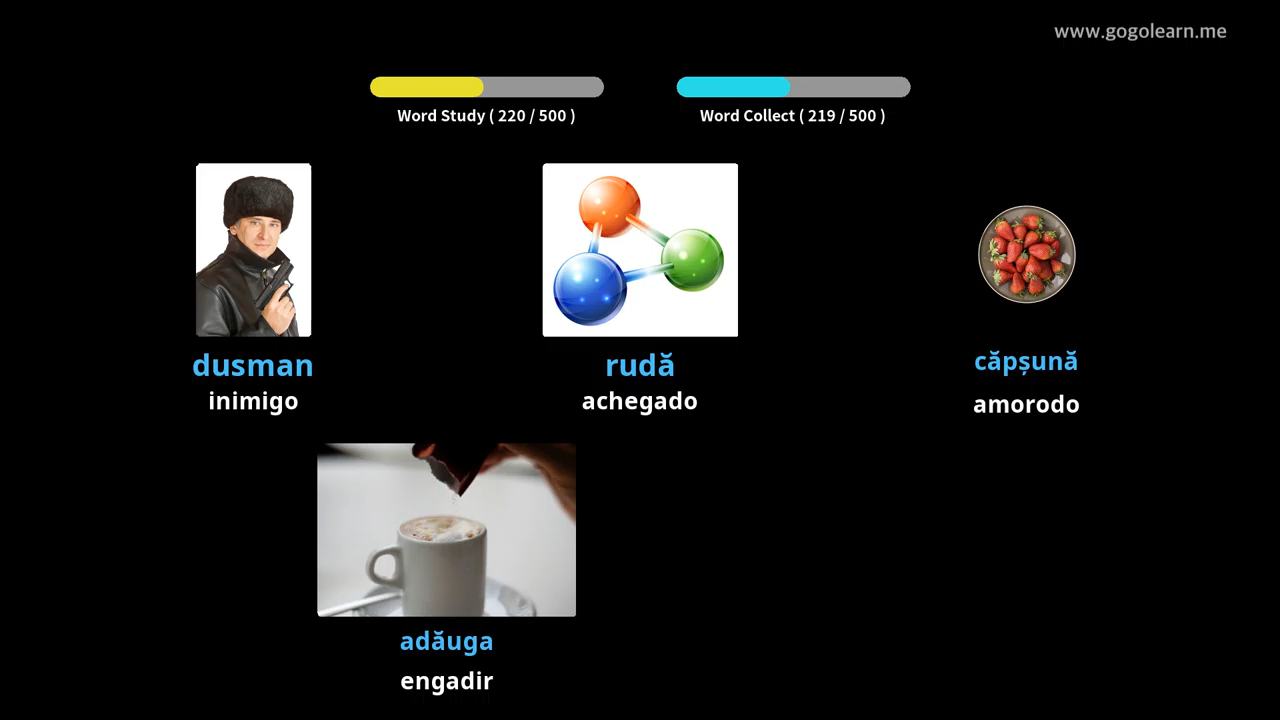 www.gogolearn.me
Word Study ( 220 / 500 )
Word Collect ( 219 / 500 )
dusman
inimigo
rudă
achegado
căpșună
amorodo
adăuga
engadir